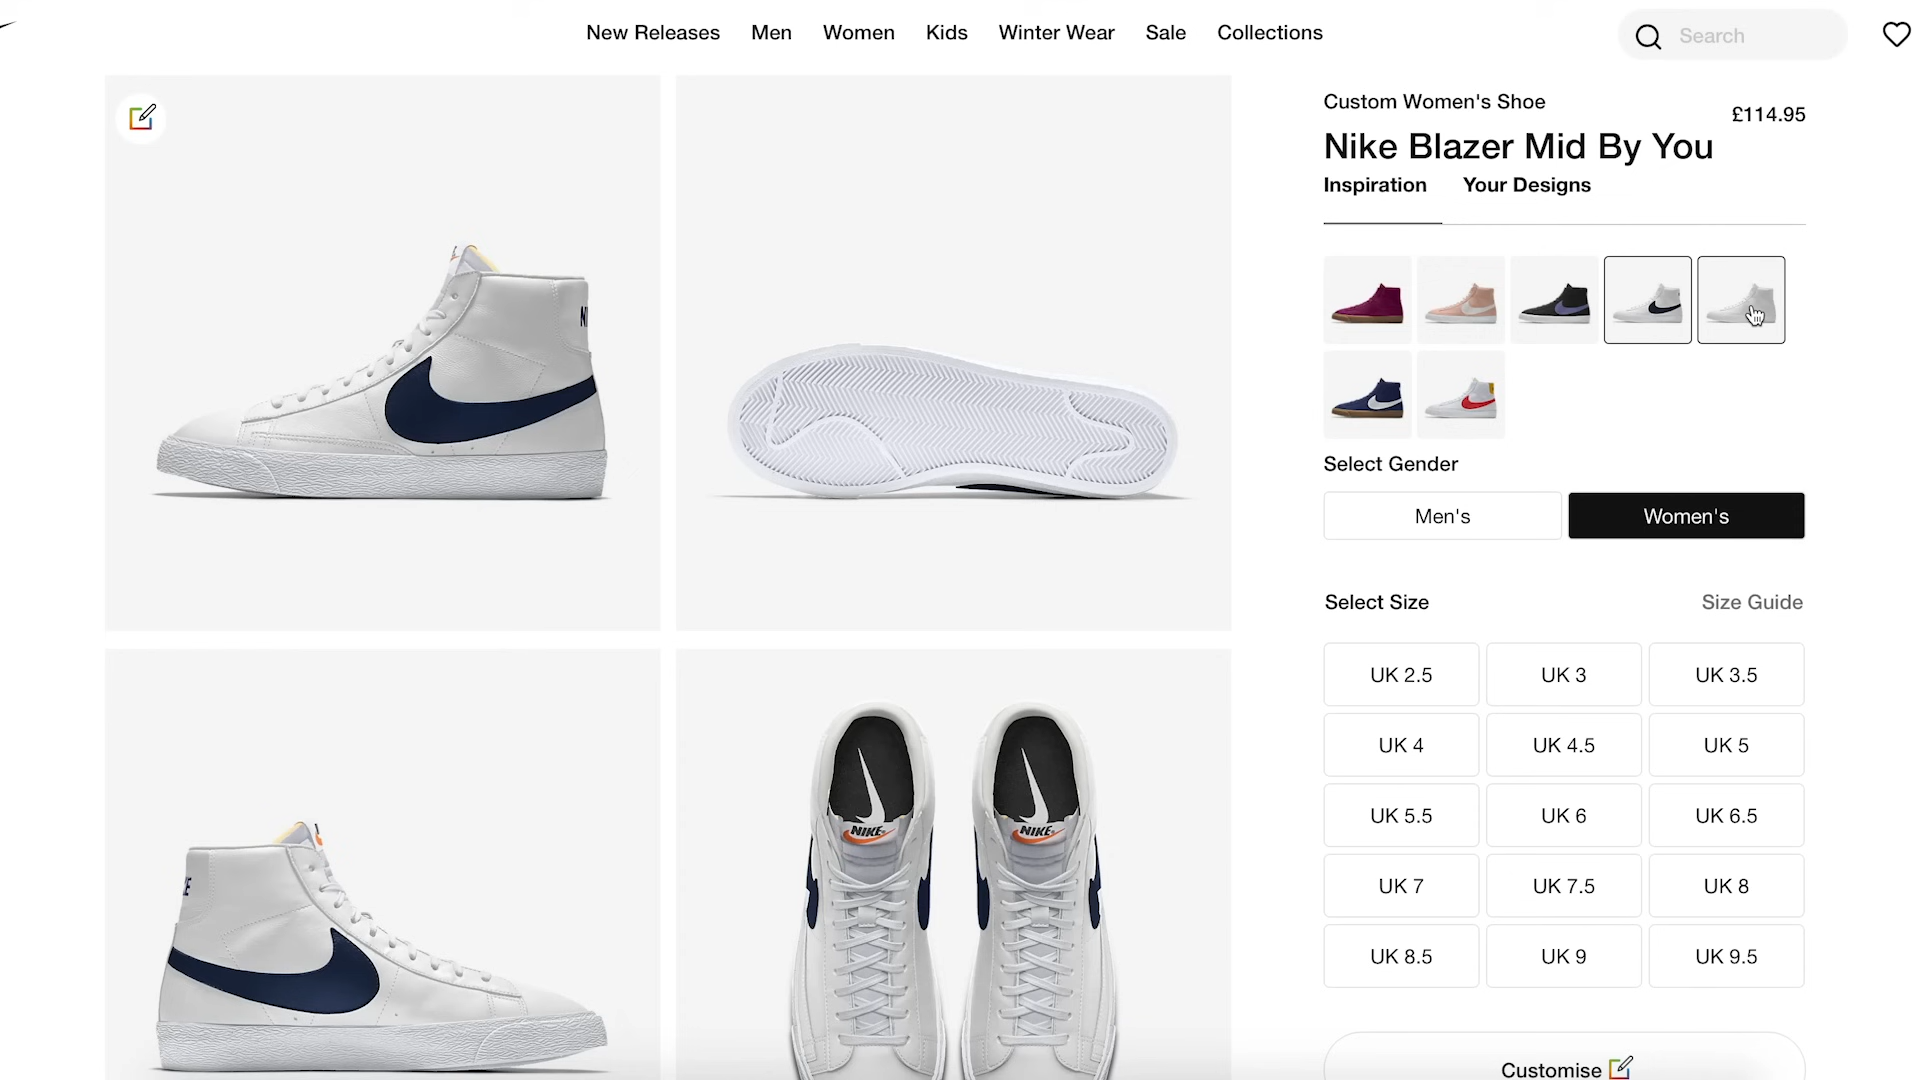 New Releases Men Women Kids Winter Wear Sale Collections
Search
Custom Women's Shoe
£114.95
Nike Blazer Mid By You
Inspiration Your Designs
Select Gender
Men's Women's
Select Size Size Guide
UK 2.5 UK 3 UK 3.5
UK 4 UK 4.5 UK 5
UK 5.5 UK 6 UK 6.5
UK 7 UK 7.5 UK 8
UK 8.5 UK 9 UK 9.5
Customise
NIKE NIKE